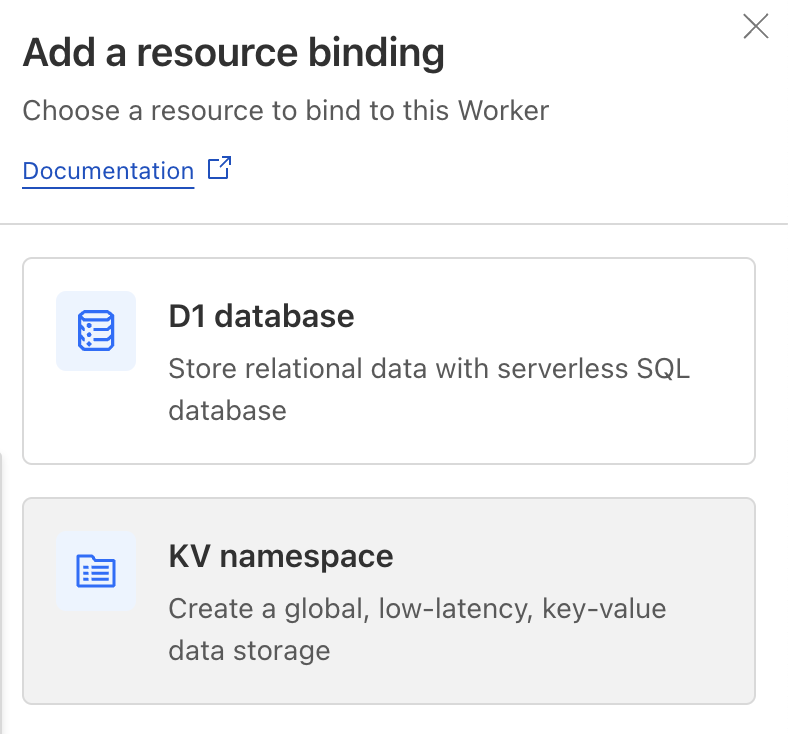 Add a resource binding
Choose a resource to bind to this Worker
Documentation
D1 database
Store relational data with serverless SQL
database
KV namespace
Create a global, low-latency, key-value
data storage